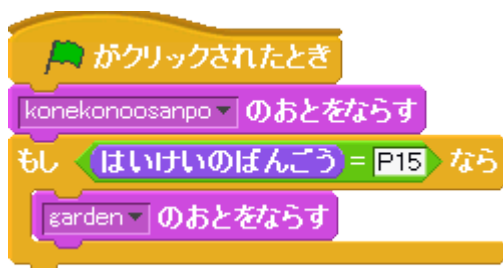 がクリックされたとき
konekonoosanpo のおとをならす
もし はいけいのばんごう = P15 なら
garden のおとをならす